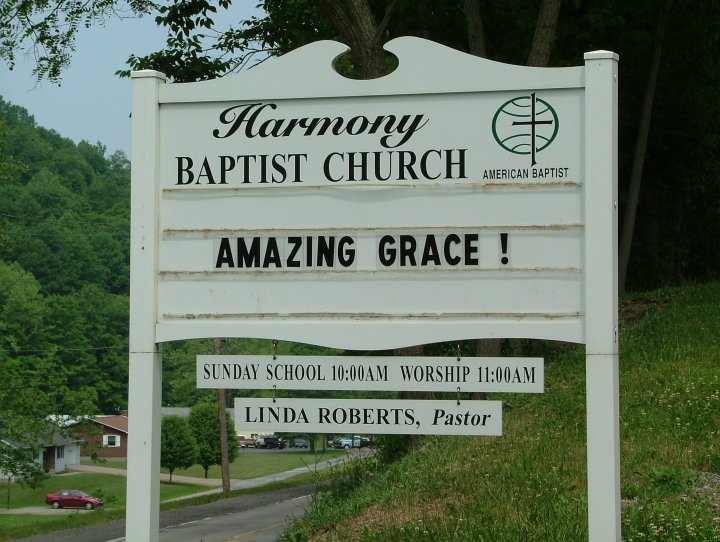 Harmony
BAPTIST CHURCH
AMERICAN BAPTIST
AMAZING GRACE !
SUNDAY SCHOOL 10:00AM WORSHIP 11:00AM
LINDA ROBERTS, Pastor